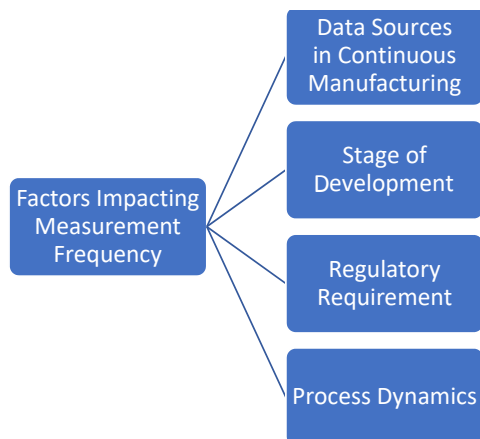 Data Sources
in Continuous
Manufacturing
Stage of
Development
Factors Impacting
Measurement
Frequency
Regulatory
Requirement
Process Dynamics